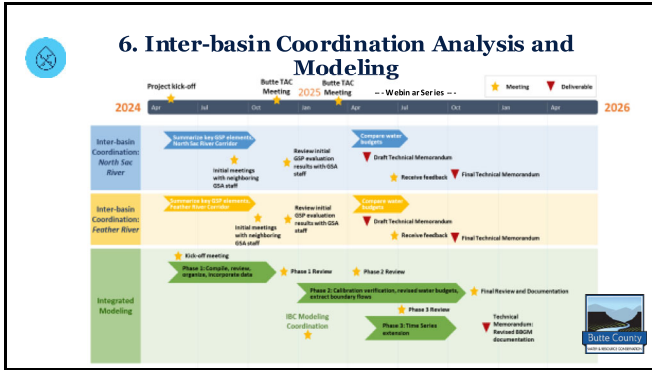 6. Inter-basin Coordination Analysis and
Modeling
Project kick-off
Butte TAC
Meeting
2025
Butte TAC
Meeting
--- Webinar Series ---
Meeting
Deliverable
2024
Apr
Jul
Oct
Jan
Apr
Jul
Oct
Jan
Apr
2026
Inter-basin
Coordination:
North Sac
River
Summarize key GSP elements,
North Sac River Corridor
Initial meetings
with neighboring
GSA staff
Review initial
GSP evaluation
results with GSA
staff
Compare water
budgets
Draft Technical Memorandum
Receive feedback
Final Technical Memorandum
Inter-basin
Coordination:
Feather River
Summarize key GSP elements,
Feather River Corridor
Initial meetings
with neighboring
GSA staff
Review initial
GSP evaluation
results with GSA
staff
Compare water
budgets
Draft Technical Memorandum
Receive feedback
Final Technical Memorandum
Integrated
Modeling
Kick-off meeting
Phase 1: Compile, review,
organize, incorporate data
Phase 1 Review
Phase 2 Review
Phase 2: Calibration verification, revised water budgets,
extract boundary flows
Final Review and Documentation
IBC Modeling
Coordination
Phase 3 Review
Phase 3: Time Series
extension
Technical
Memorandum:
Revised BBGM
documentation
Butte County
WATER & RESOURCE CONSERVATION